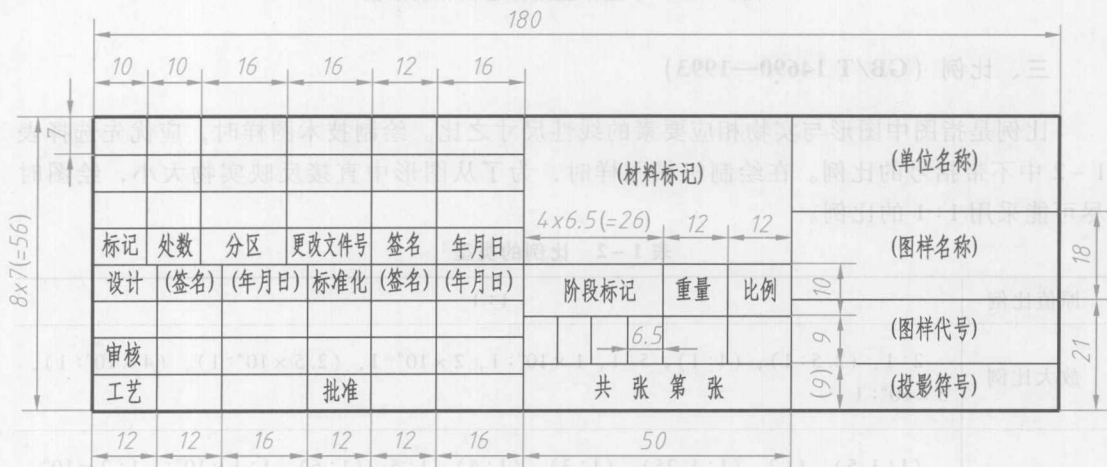 180
10 10 16 16 12 16
7
三、比例(GB/T 14690—1993)
(单位名称)
(材料标记)
4x6.5(=26) 12 12
标记 处数 分区 更改文件号 签名 年月日
(图样名称)
18
8x7(=56)
设计 (签名) (年月日) 标准化 (签名) (年月日)
阶段标记 重量 比例
10
(图样代号)
6.5
9
21
审核
工艺 批准
共 张 第 张
(9)
(投影符号)
12 12 16 12 12 16 50